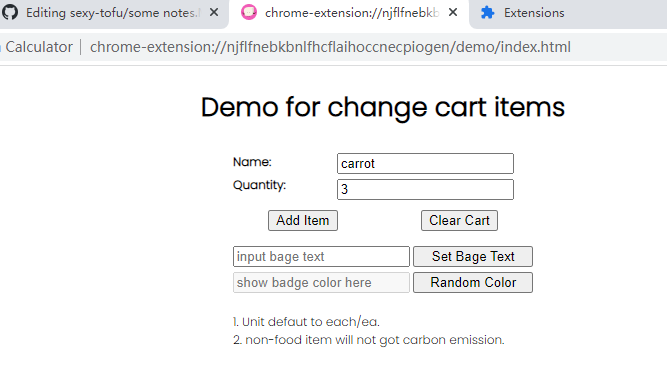 Editing sexy-tofu/some notes.
chrome-extension://njflfnebkb
Extensions
Calculator
chrome-extension://njflfnebkbnlfhcflaihoccnecpiogen/demo/index.html
Demo for change cart items
Name: carrot
Quantity: 3
Add Item Clear Cart
input bage text Set Bage Text
show badge color here Random Color
1. Unit defaut to each/ea.
2. non-food item will not got carbon emission.